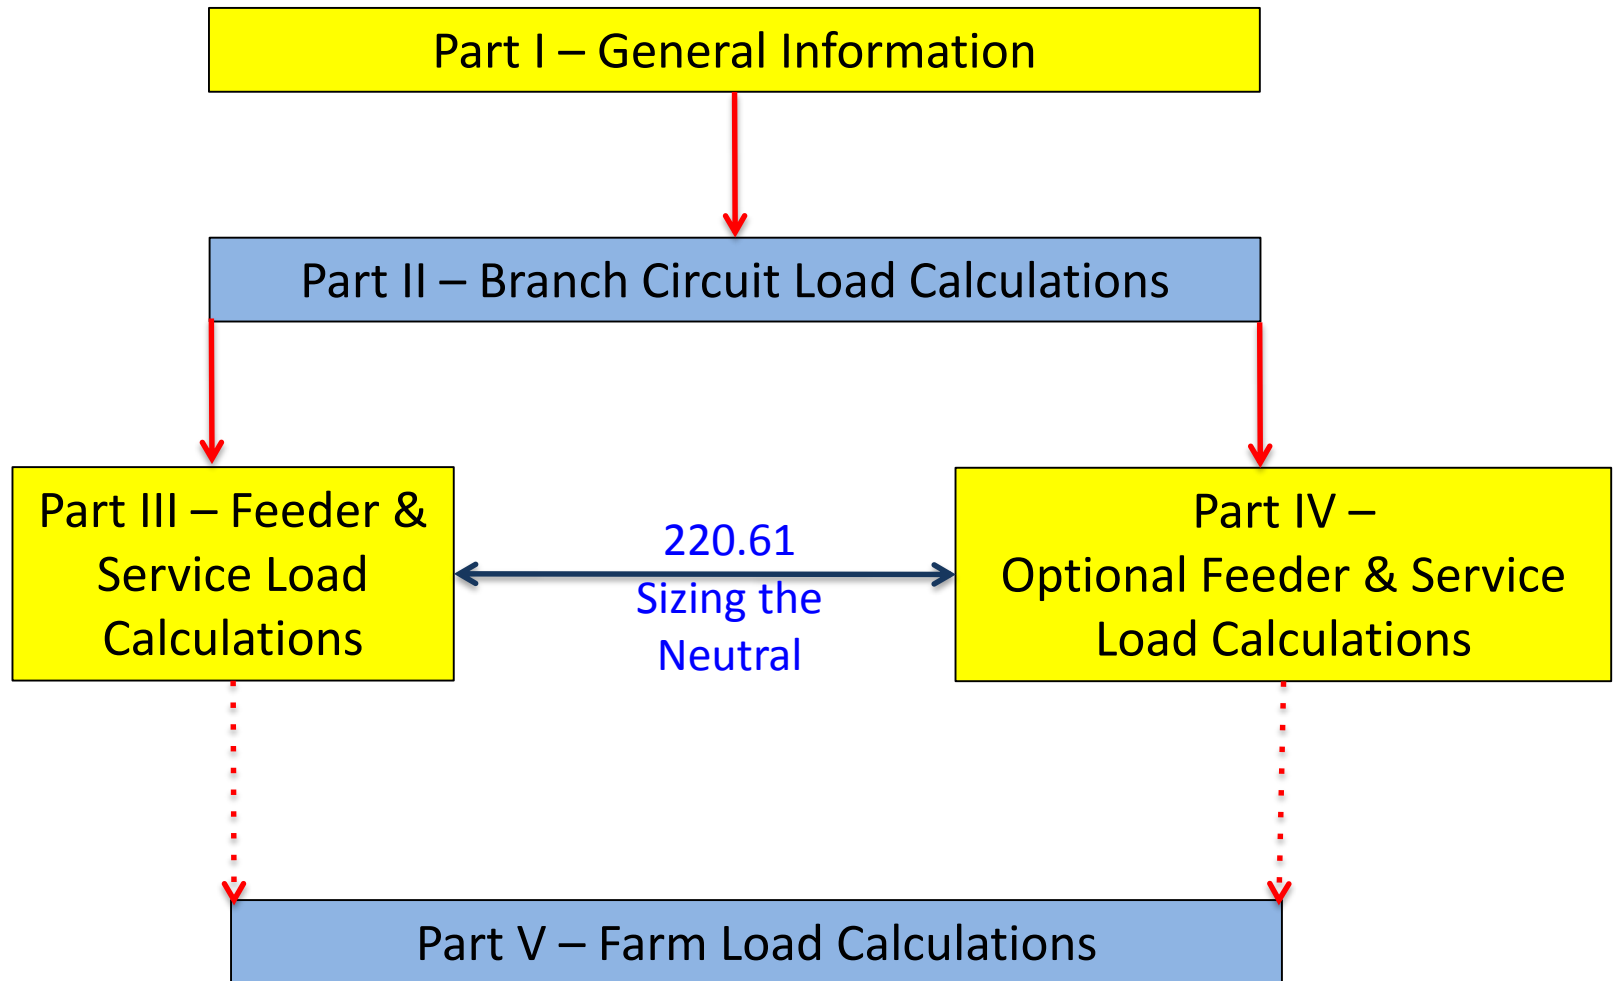 Part I – General Information
Part II – Branch Circuit Load Calculations
Part III – Feeder &
Service Load
Calculations
220.61
Sizing the
Neutral
Part IV –
Optional Feeder & Service
Load Calculations
Part V – Farm Load Calculations